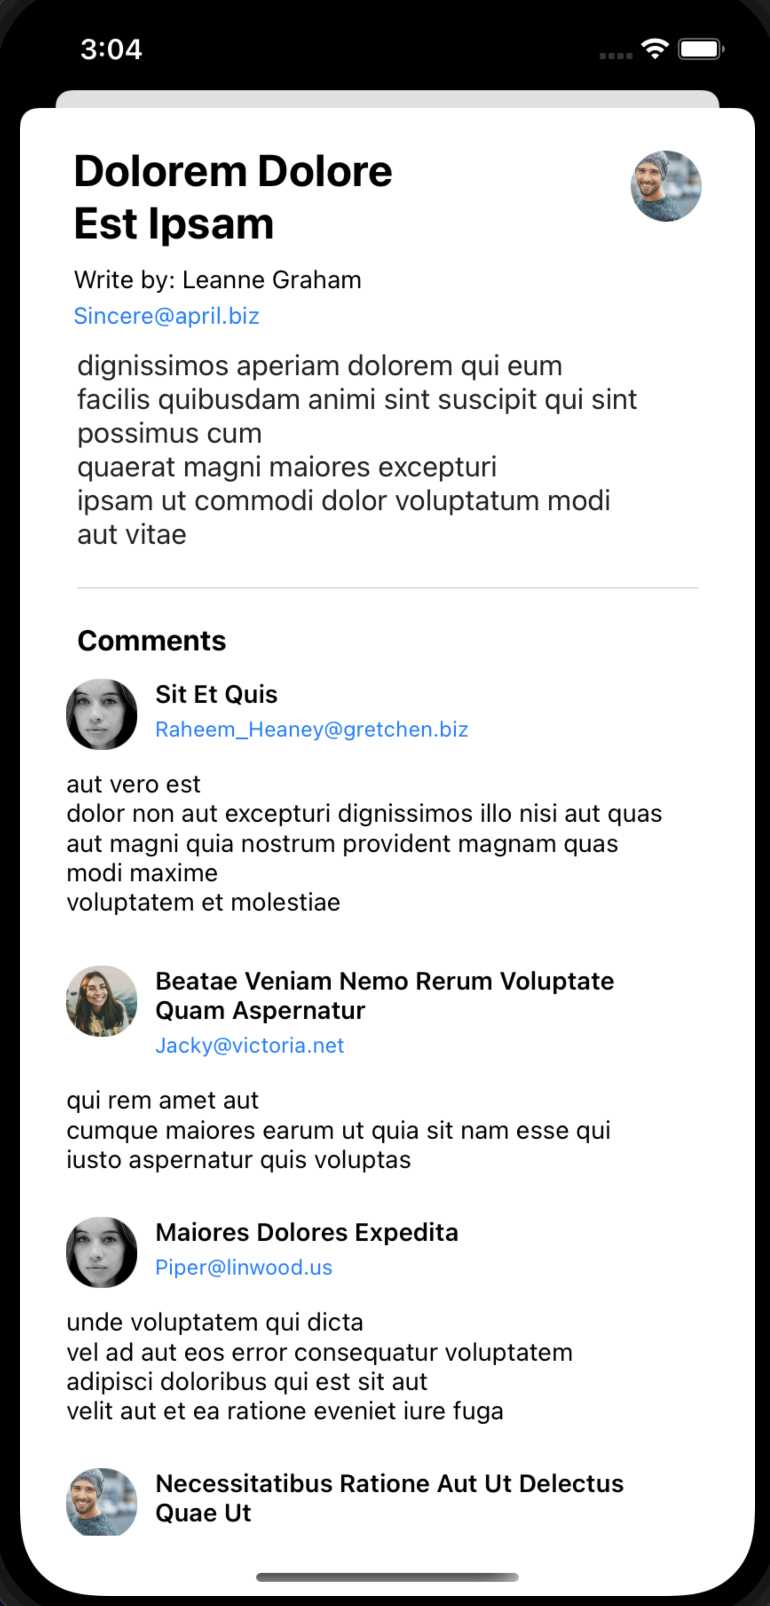 3:04
Dolorem Dolore
Est Ipsam
Write by: Leanne Graham
Sincere@april.biz
dignissimos aperiam dolorem qui eum
facilis quibusdam animi sint suscipit qui sint
possimus cum
quaerat magni maiores excepturi
ipsam ut commodi dolor voluptatum modi
aut vitae
Comments
Sit Et Quis
Raheem_Heaney@gretchen.biz
aut vero est
dolor non aut excepturi dignissimos illo nisi aut quas
aut magni quia nostrum provident magnam quas
modi maxime
voluptatem et molestiae
Beatae Veniam Nemo Rerum Voluptate
Quam Aspernatur
Jacky@victoria.net
qui rem amet aut
cumque maiores earum ut quia sit nam esse qui
iusto aspernatur quis voluptas
Maiores Dolores Expedita
Piper@linwood.us
unde voluptatem qui dicta
vel ad aut eos error consequatur voluptatem
adipisci doloribus qui est sit aut
velit aut et ea ratione eveniet iure fuga
Necessitatibus Ratione Aut Ut Delectus
Quae Ut